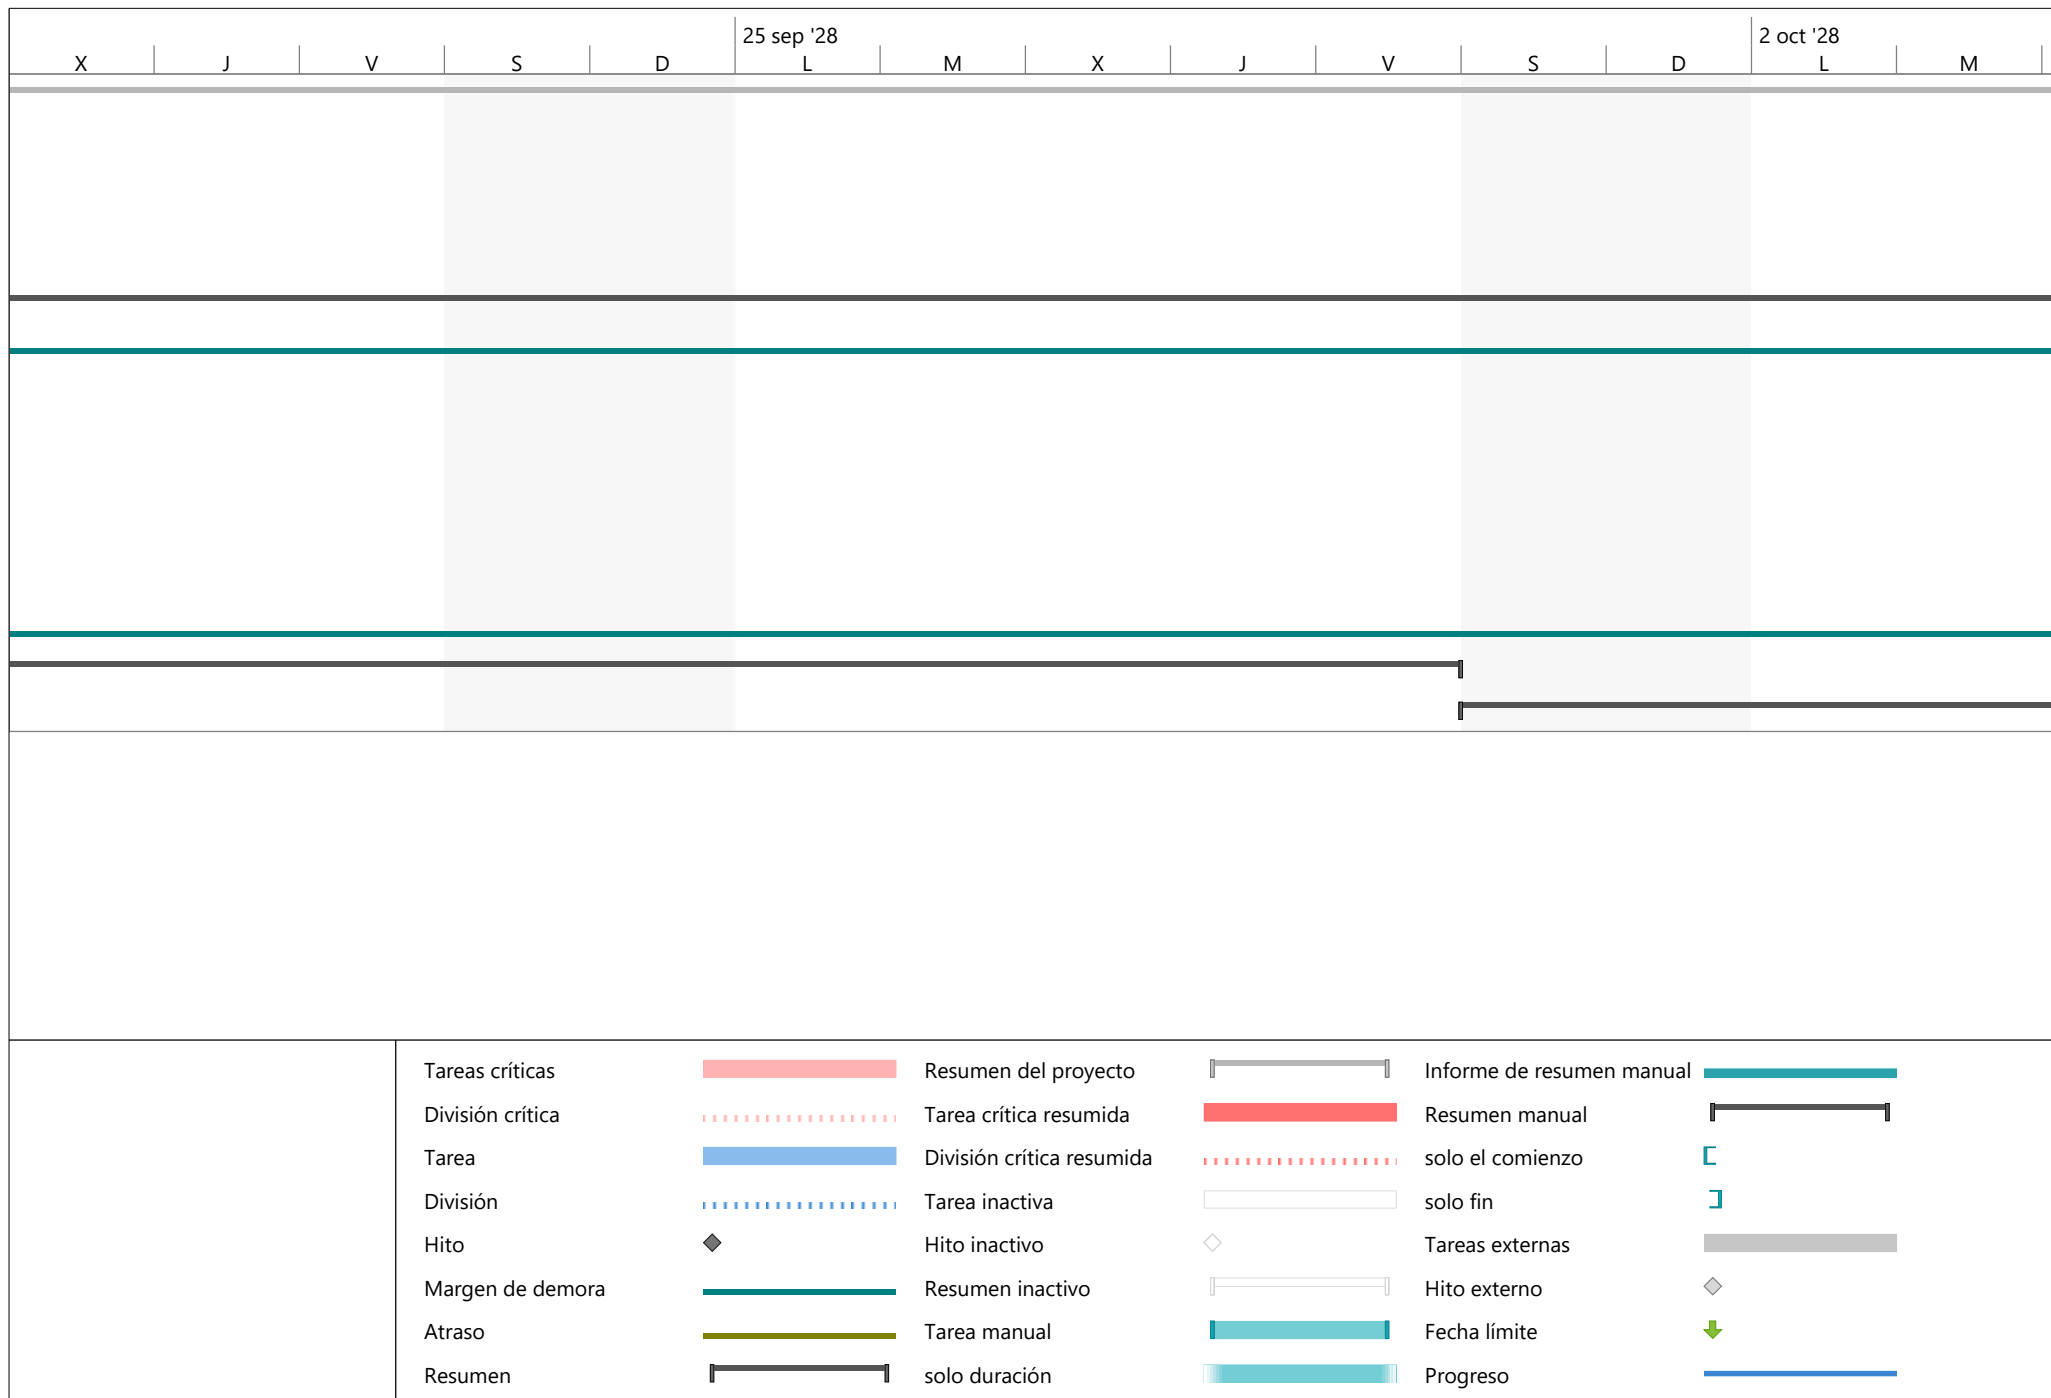 25 sep '28 2 oct '28
X J V S D L M X J V S D L M
Tareas críticas Resumen del proyecto Informe de resumen manual
División crítica Tarea crítica resumida Resumen manual
Tarea División crítica resumida solo el comienzo
División Tarea inactiva solo fin
Hito Hito inactivo Tareas externas
Margen de demora Resumen inactivo Hito externo
Atraso Tarea manual Fecha límite
Resumen solo duración Progreso